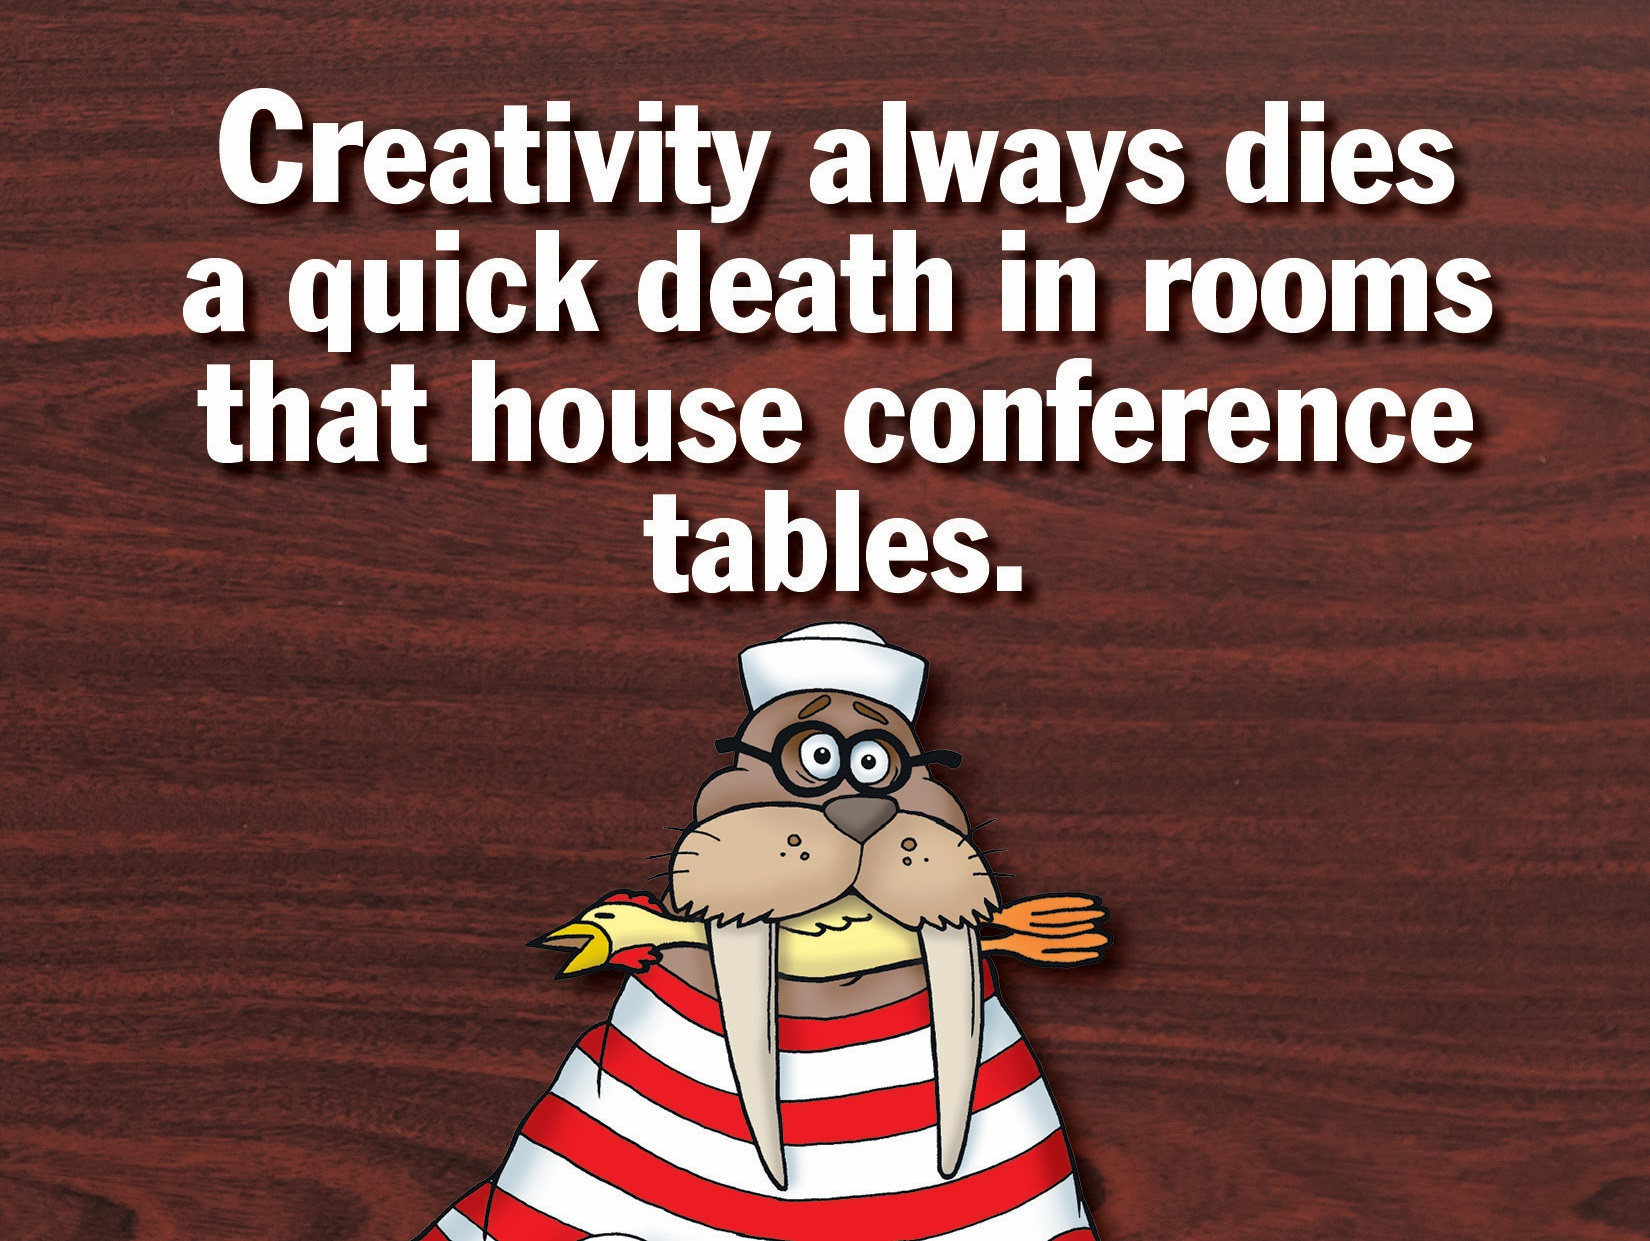 Creativity always dies
a quick death in rooms
that house conference
tables.